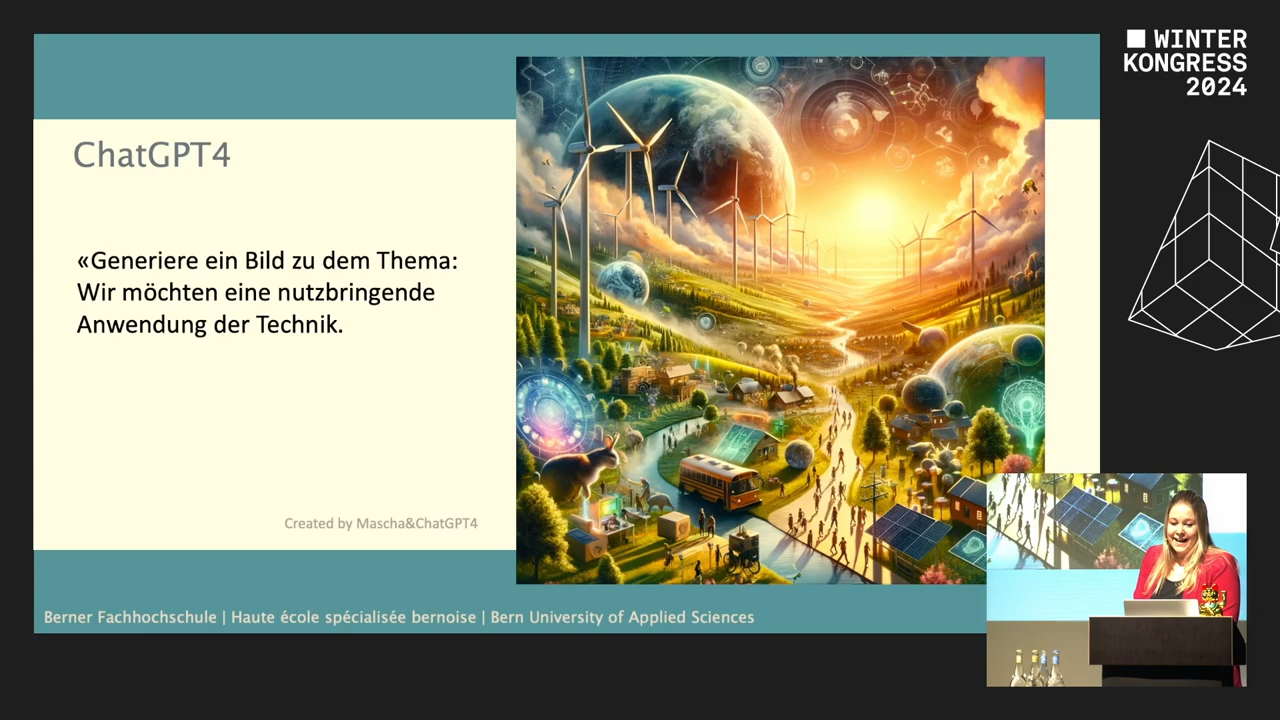 WINTER
KONGRESS
2024
ChatGPT4
«Generiere ein Bild zu dem Thema:
Wir möchten eine nutzbringende
Anwendung der Technik.
Created by Mascha&ChatGPT4
Berner Fachhochschule | Haute école spécialisée bernoise | Bern University of Applied Sciences